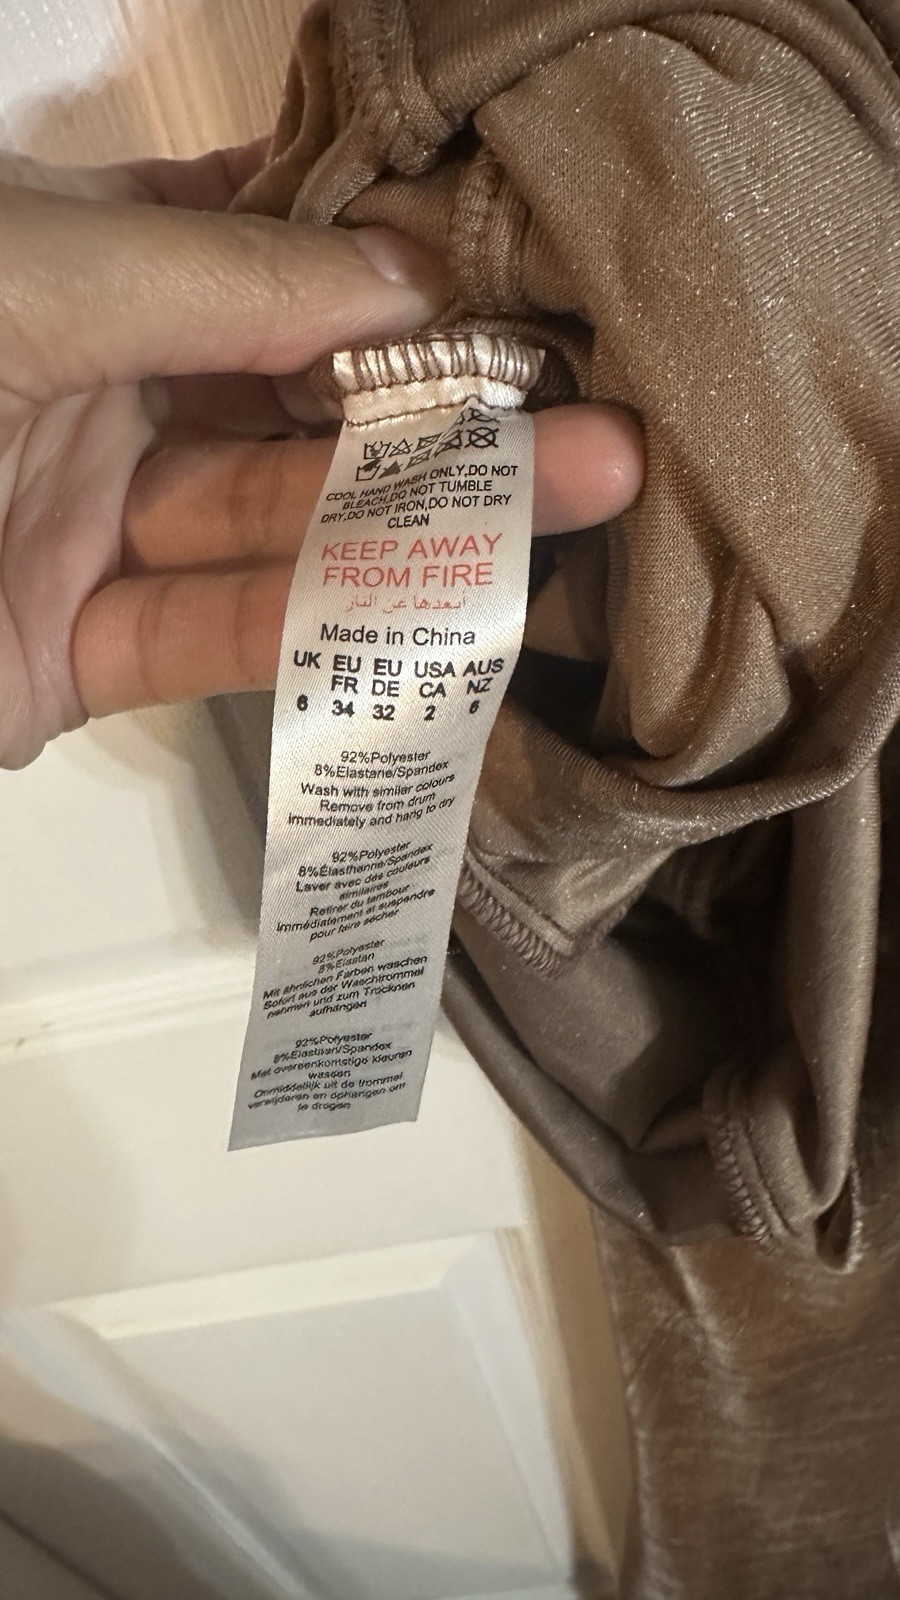 COOL HAND WASH ONLY,DO NOT
BLEACH,DO NOT TUMBLE
DRY,DO NOT IRON,DO NOT DRY
CLEAN
KEEP AWAY
FROM FIRE
أبعدها عن النار
Made in China
UK EU EU USA AUS
FR DE CA NZ
6 34 32 2 6
92%Polyester
8%Elastane/Spandex
Wash with similar colours
Remove from drum
immediately and hang to dry
92%Polyester
8%Élasthanne/Spandex
Laver avec des couleurs
similaires
Retirer du tambour
immédiatement et suspendre
pour faire sécher
92%Polyester
8%Elastan
Mit ähnlichen Farben waschen
Sofort aus der Waschtrommel
nehmen und zum Trocknen
aufhängen
92%Polyester
8%Elastaan/Spandex
Met overeenkomstige kleuren
wassen
Onmiddellijk uit de trommel
verwijderen en ophangen om
te drogen